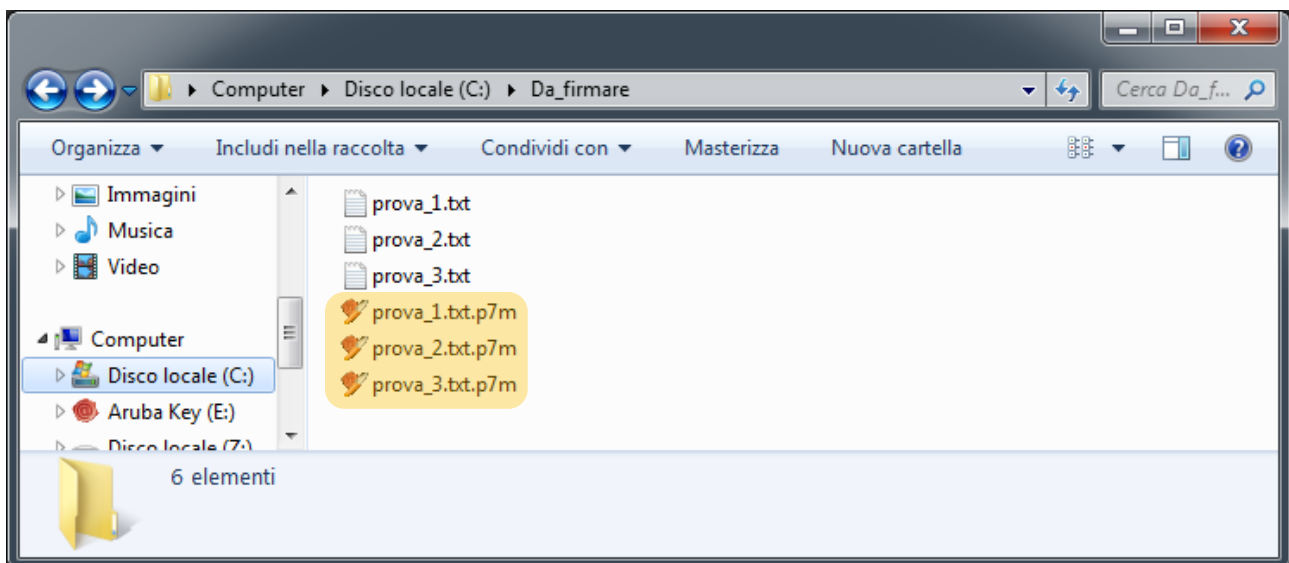 Computer ▸ Disco locale (C:) ▸ Da_firmare
Cerca Da_f...
Organizza Includi nella raccolta Condividi con Masterizza Nuova cartella
Immagini
Musica
Video
Computer
Disco locale (C:)
Aruba Key (E:)
Disco locale (Z:)
prova_1.txt
prova_2.txt
prova_3.txt
prova_1.txt.p7m
prova_2.txt.p7m
prova_3.txt.p7m
6 elementi